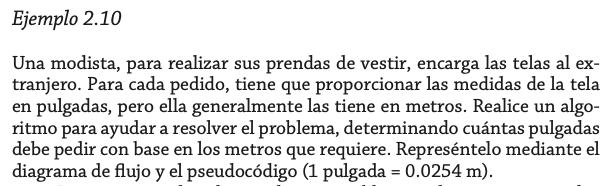 Ejemplo 2.10
Una modista, para realizar sus prendas de vestir, encarga las telas al ex-
tranjero. Para cada pedido, tiene que proporcionar las medidas de la tela
en pulgadas, pero ella generalmente las tiene en metros. Realice un algo-
ritmo para ayudar a resolver el problema, determinando cuántas pulgadas
debe pedir con base en los metros que requiere. Represéntelo mediante el
diagrama de flujo y el pseudocódigo (1 pulgada = 0.0254 m).